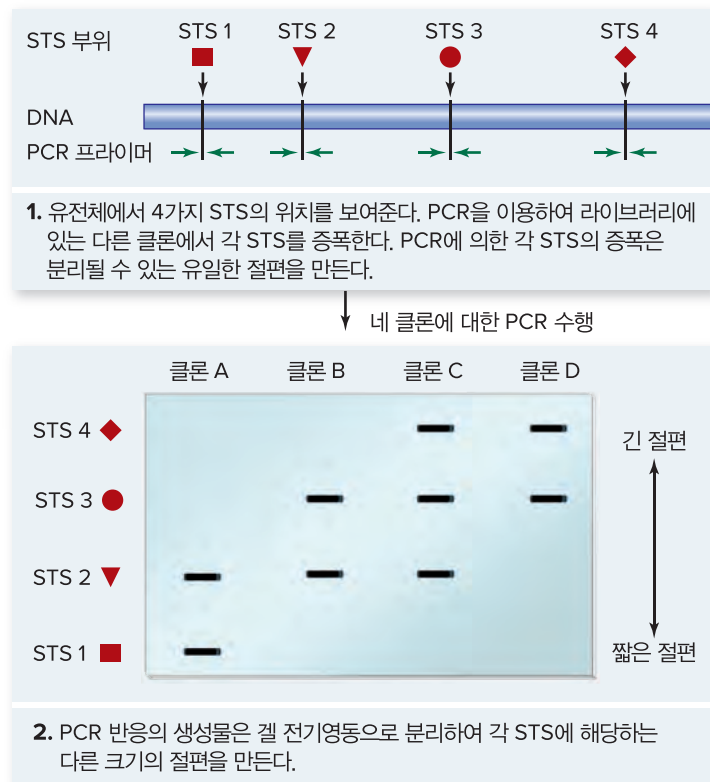 STS 부위
STS 1
STS 2
STS 3
STS 4
DNA
PCR 프라이머
1. 유전체에서 4가지 STS의 위치를 보여준다. PCR을 이용하여 라이브러리에
있는 다른 클론에서 각 STS를 증폭한다. PCR에 의한 각 STS의 증폭은
분리될 수 있는 유일한 절편을 만든다.
네 클론에 대한 PCR 수행
클론 A
클론 B
클론 C
클론 D
STS 4
긴 절편
STS 3
STS 2
STS 1
짧은 절편
2. PCR 반응의 생성물은 겔 전기영동으로 분리하여 각 STS에 해당하는
다른 크기의 절편을 만든다.